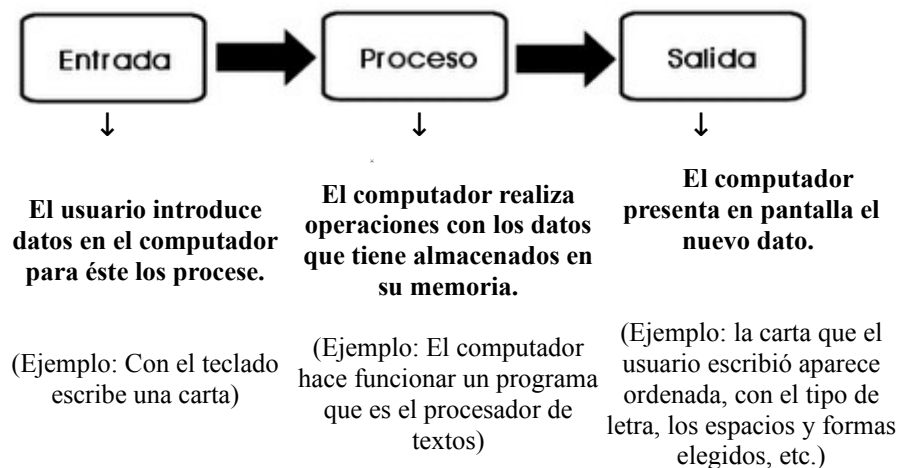 Entrada
Proceso
Salida
↓
↓
↓
El usuario introduce
datos en el computador
para éste los procese.
(Ejemplo: Con el teclado
escribe una carta)
El computador realiza
operaciones con los datos
que tiene almacenados en
su memoria.
(Ejemplo: El computador
hace funcionar un programa
que es el procesador de
textos)
El computador
presenta en pantalla el
nuevo dato.
(Ejemplo: la carta que el
usuario escribió aparece
ordenada, con el tipo de
letra, los espacios y formas
elegidos, etc.)